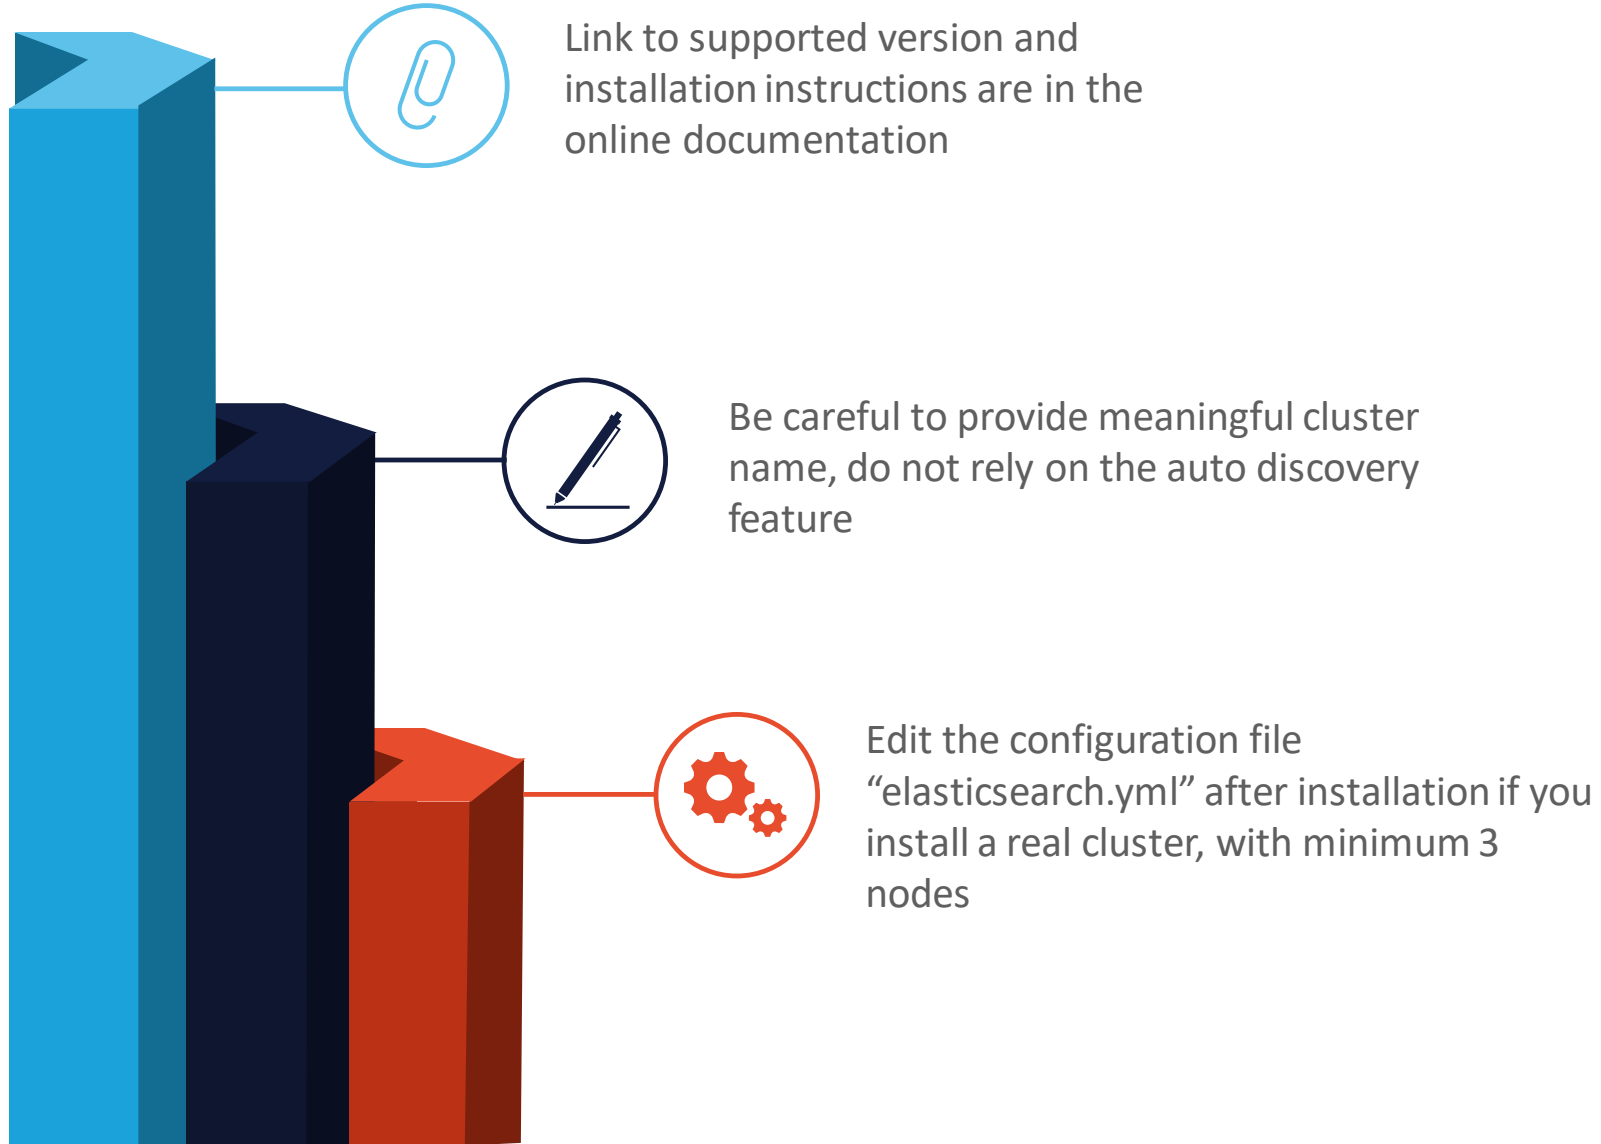 Link to supported version and
installation instructions are in the
online documentation
Be careful to provide meaningful cluster
name, do not rely on the auto discovery
feature
Edit the configuration file
“elasticsearch.yml” after installation if you
install a real cluster, with minimum 3
nodes